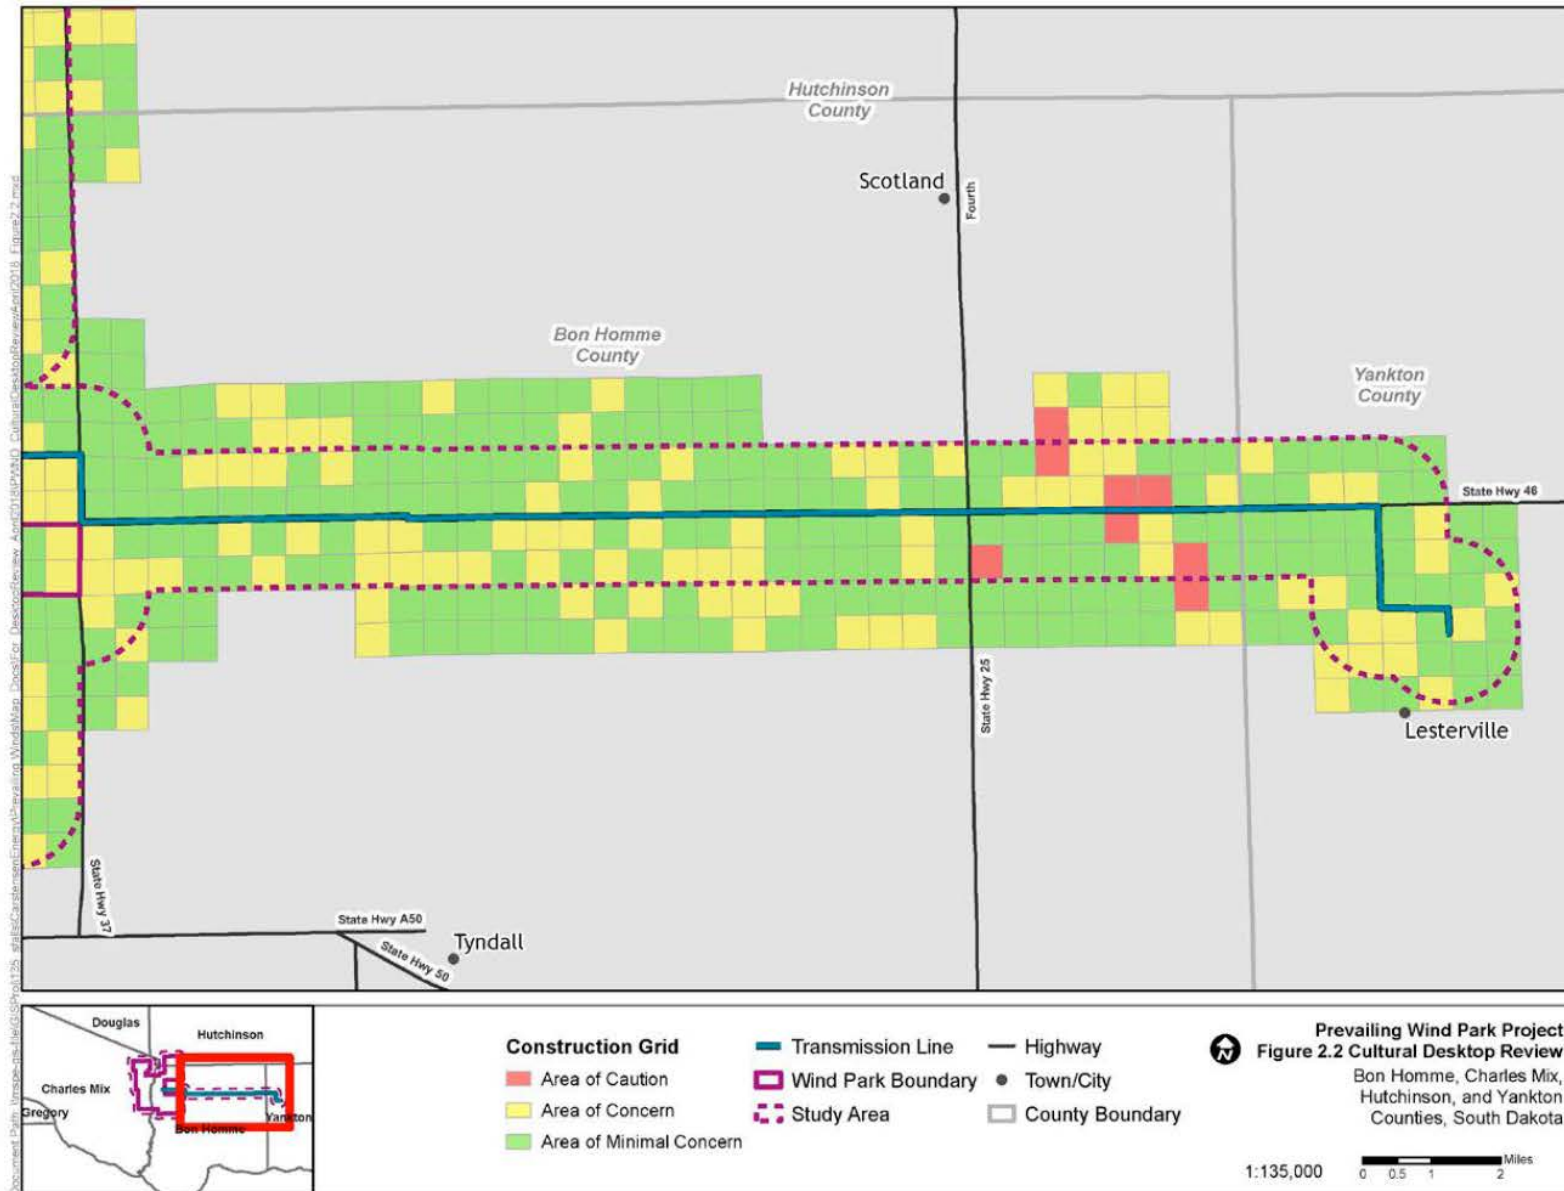 Hutchinson
County
Scotland
Fourth
Bon Homme
County
Yankton
County
State Hwy 46
State Hwy 25
Lesterville
State Hwy 37
State Hwy A50
State Hwy 50
Tyndall
Douglas
Hutchinson
Charles Mix
Gregory
Yankton
Bon Homme
Construction Grid
Area of Caution
Area of Concern
Area of Minimal Concern
Transmission Line
Wind Park Boundary
Study Area
Highway
Town/City
County Boundary
N
Prevailing Wind Park Project
Figure 2.2 Cultural Desktop Review
Bon Homme, Charles Mix,
Hutchinson, and Yankton
Counties, South Dakota
1:135,000
Miles
0 0.5 1 2